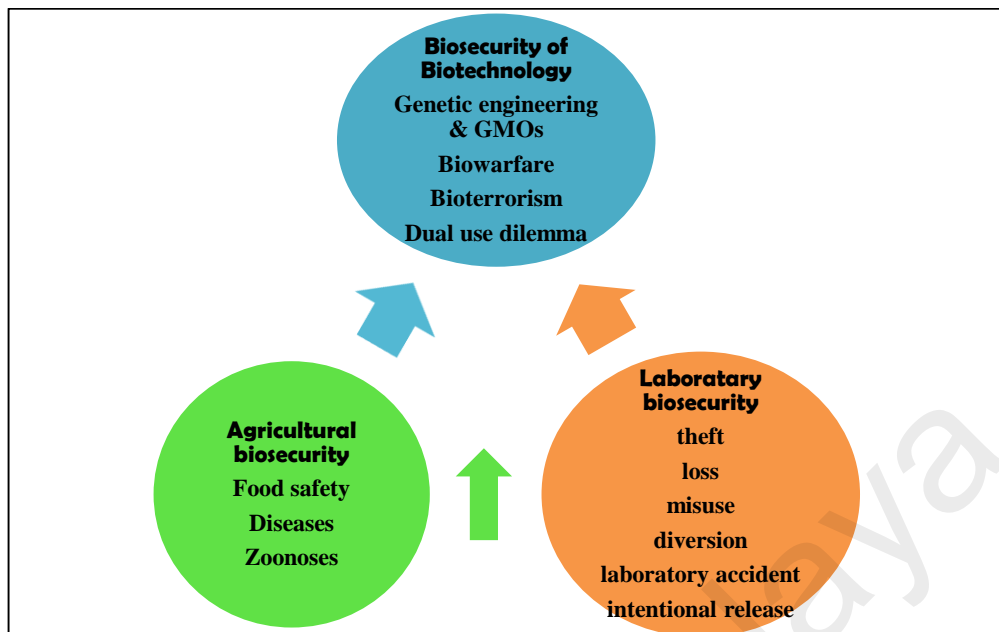 Biosecurity of
Biotechnology
Genetic engineering
& GMOs
Biowarfare
Bioterrorism
Dual use dilemma
Agricultural
biosecurity
Food safety
Diseases
Zoonoses
Laboratary
biosecurity
theft
loss
misuse
diversion
laboratory accident
intentional release